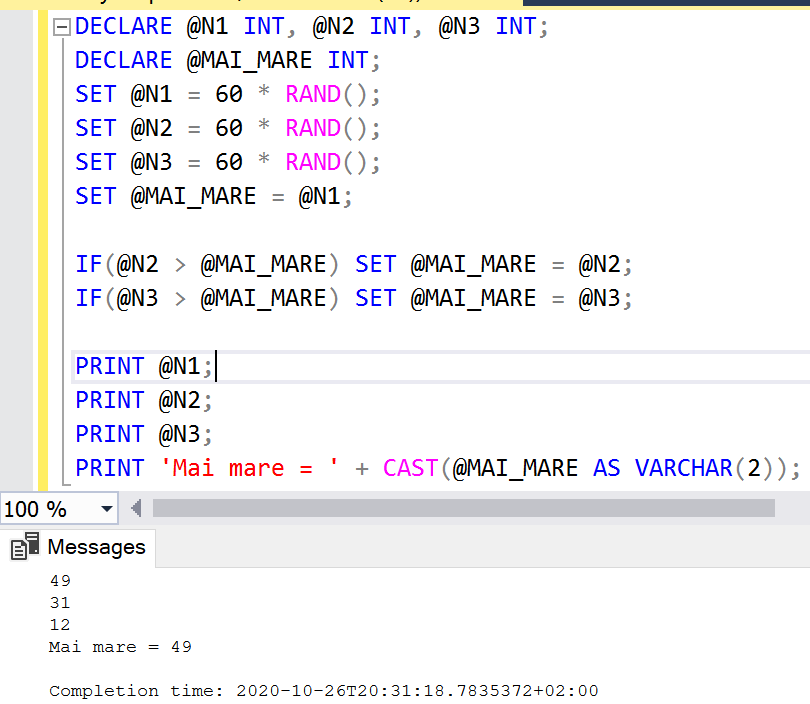 DECLARE @N1 INT, @N2 INT, @N3 INT;
DECLARE @MAI_MARE INT;
SET @N1 = 60 * RAND();
SET @N2 = 60 * RAND();
SET @N3 = 60 * RAND();
SET @MAI_MARE = @N1;
IF(@N2 > @MAI_MARE) SET @MAI_MARE = @N2;
IF(@N3 > @MAI_MARE) SET @MAI_MARE = @N3;
PRINT @N1;
PRINT @N2;
PRINT @N3;
PRINT 'Mai mare = ' + CAST(@MAI_MARE AS VARCHAR(2));
100 %
Messages
49
31
12
Mai mare = 49
Completion time: 2020-10-26T20:31:18.7835372+02:00